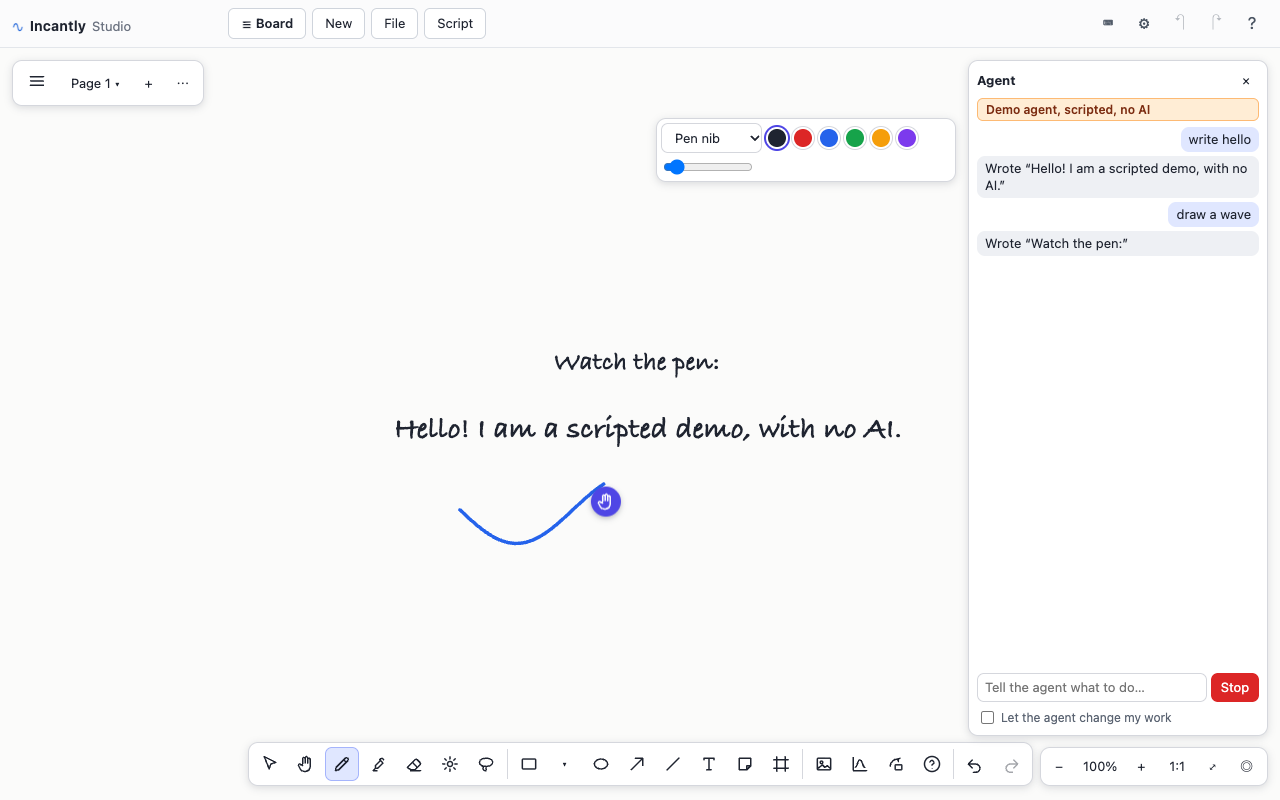 Incantly Studio
Board New File Script
?
Page 1
Pen nib
Agent
Demo agent, scripted, no AI
write hello
Wrote “Hello! I am a scripted demo, with no
AI.”
draw a wave
Wrote “Watch the pen:”
Watch the pen:
Hello! I am a scripted demo, with no AI.
Tell the agent what to do… Stop
Let the agent change my work
− 100% + 1:1